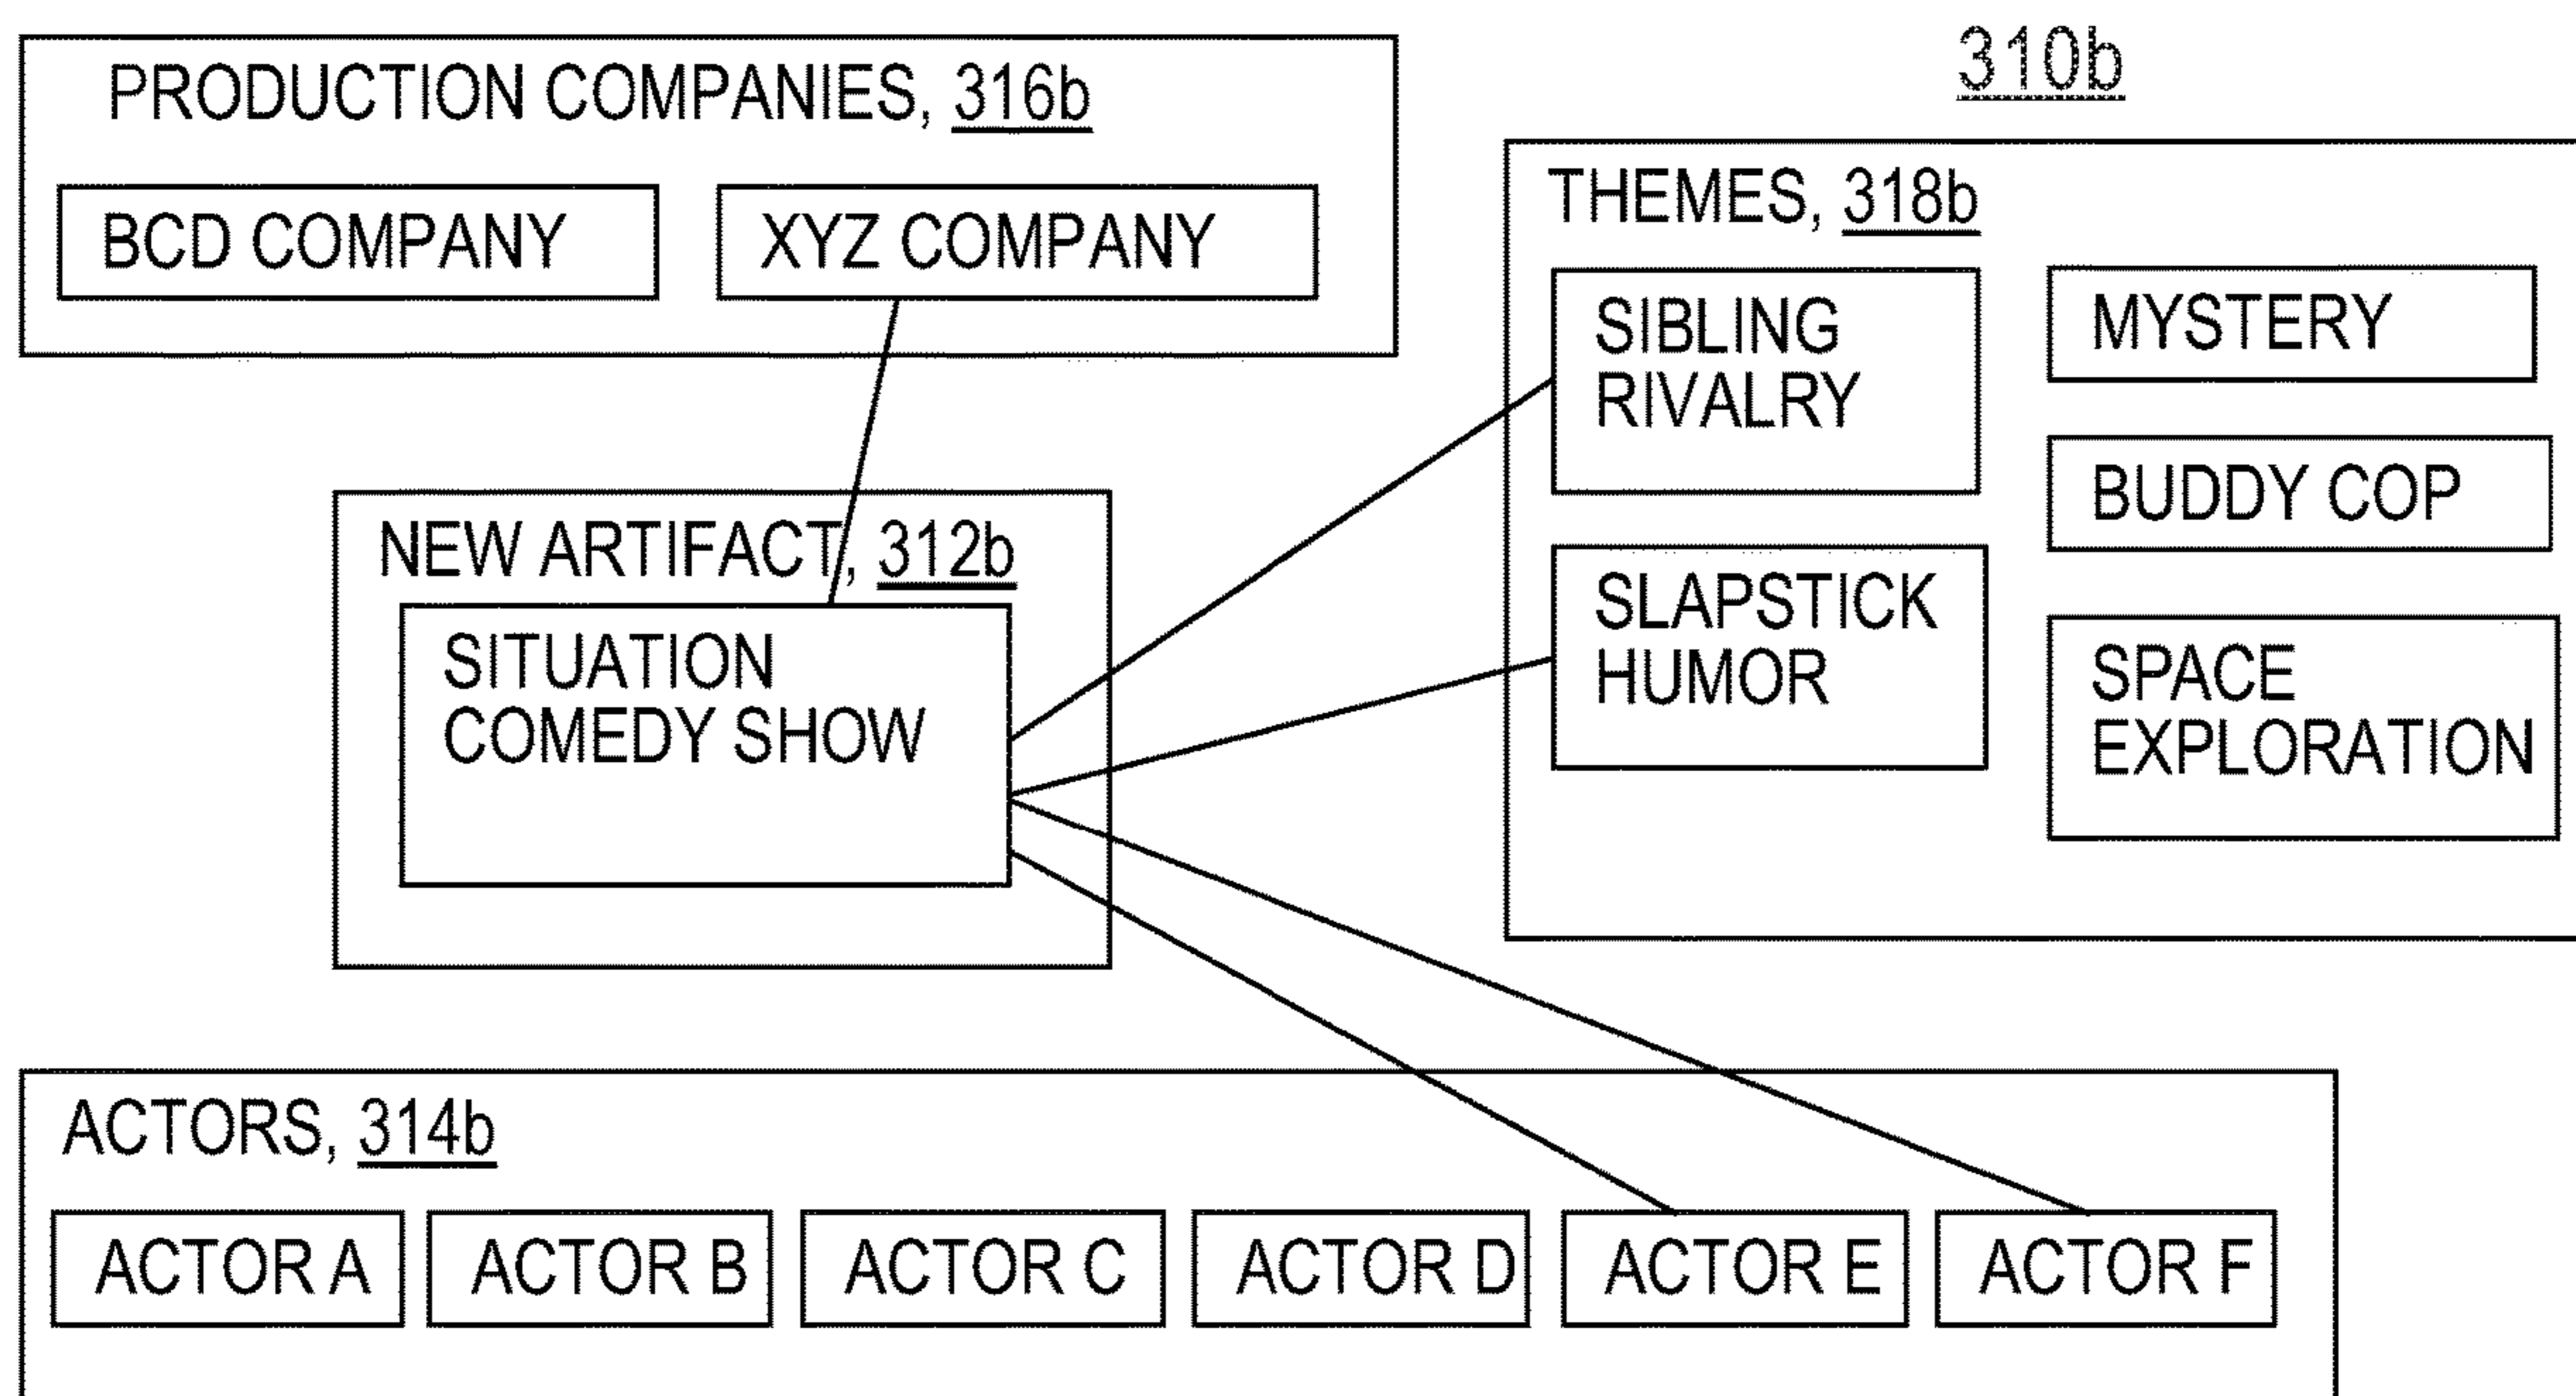 310b
PRODUCTION COMPANIES, 316b
BCD COMPANY
XYZ COMPANY
THEMES, 318b
SIBLING
RIVALRY
MYSTERY
BUDDY COP
SLAPSTICK
HUMOR
SPACE
EXPLORATION
NEW ARTIFACT, 312b
SITUATION
COMEDY SHOW
ACTORS, 314b
ACTOR A
ACTOR B
ACTOR C
ACTOR D
ACTOR E
ACTOR F